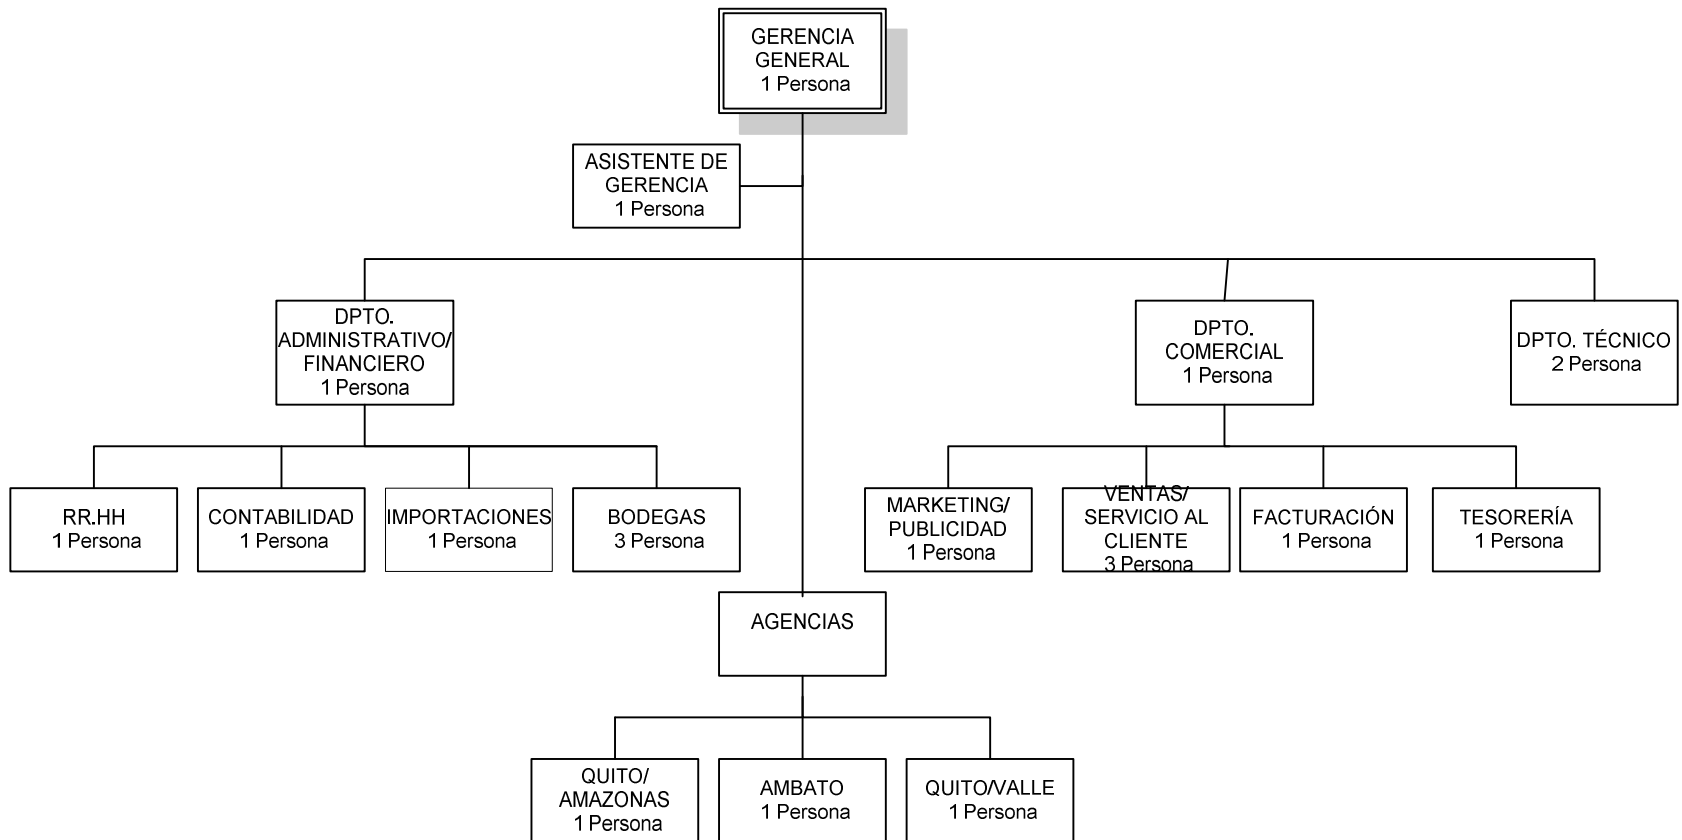 GERENCIA
GENERAL
1 Persona
ASISTENTE DE
GERENCIA
1 Persona
DPTO.
ADMINISTRATIVO/
FINANCIERO
1 Persona
DPTO.
COMERCIAL
1 Persona
DPTO. TÉCNICO
2 Persona
RR.HH
1 Persona
CONTABILIDAD
1 Persona
IMPORTACIONES
1 Persona
BODEGAS
3 Persona
MARKETING/
PUBLICIDAD
1 Persona
VENTAS/
SERVICIO AL
CLIENTE
3 Persona
FACTURACIÓN
1 Persona
TESORERÍA
1 Persona
AGENCIAS
QUITO/
AMAZONAS
1 Persona
AMBATO
1 Persona
QUITO/VALLE
1 Persona